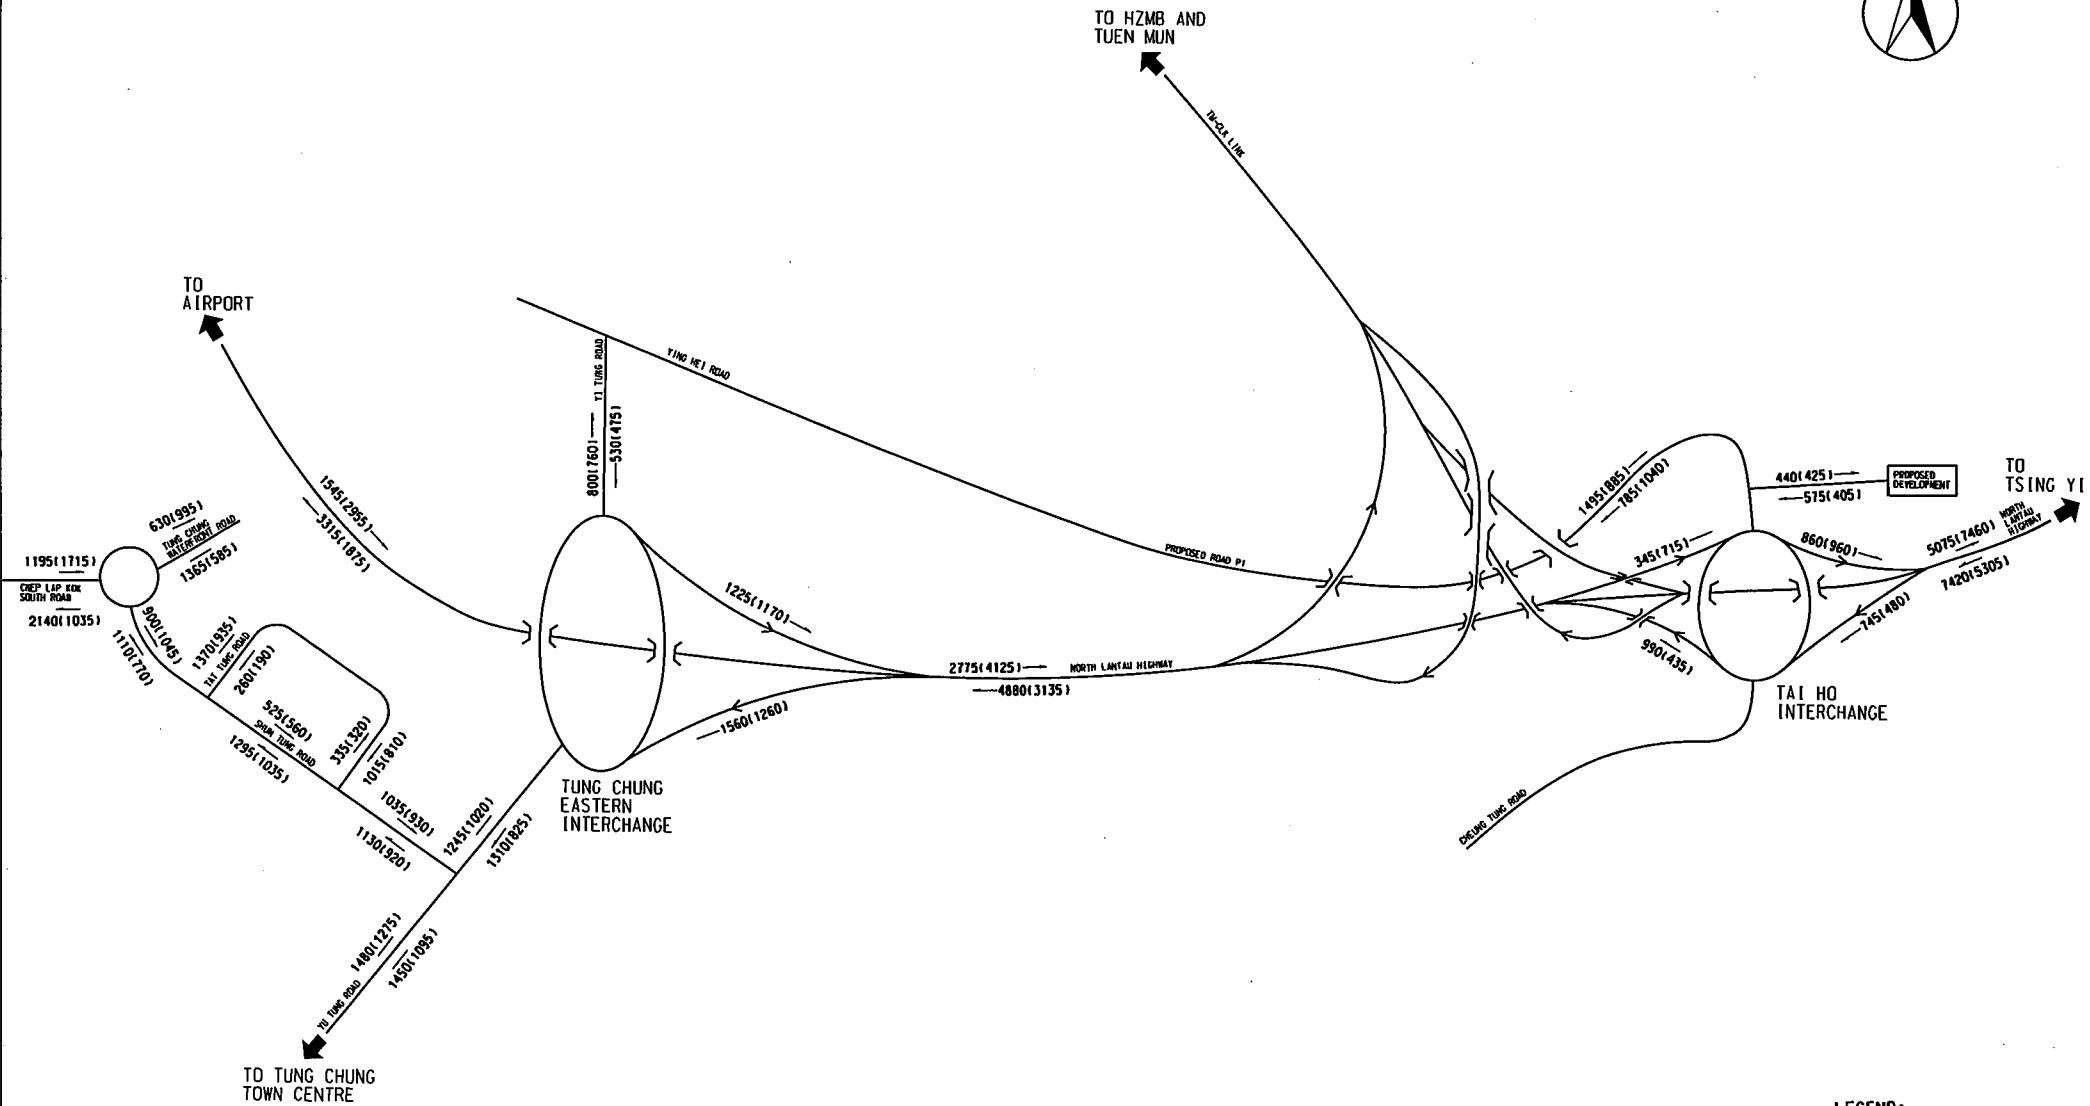 TO HZMB AND
TUEN MUN
TM-CLK LINK
TO
AIRPORT
YING HEI ROAD
YI TUNG ROAD
800(760)
530(475)
1545(2955)
3315(1875)
PROPOSED ROAD P1
1495(885)
785(1040)
440(425)
575(405)
PROPOSED
DEVELOPMENT
TO
TSING YI
NORTH
LANTAU
HIGHWAY
5075(7460)
7420(5305)
860(960)
745(480)
345(715)
990(435)
TAI HO
INTERCHANGE
CHEUNG TUNG ROAD
630(995)
TUNG CHUNG
WATERFRONT ROAD
1365(585)
1195(1715)
CHEP LAP KOK
SOUTH ROAD
2140(1035)
900(1045)
1110(770)
1370(935)
TAT TUNG ROAD
260(190)
525(560)
SHUN TUNG ROAD
1295(1035)
335(320)
1015(810)
1035(930)
1130(920)
1245(1020)
1310(825)
1225(1170)
2775(4125)
NORTH LANTAU HIGHWAY
4880(3135)
1560(1260)
TUNG CHUNG
EASTERN
INTERCHANGE
1480(1275)
1450(1095)
YU TUNG ROAD
TO TUNG CHUNG
TOWN CENTRE
LEGEND: